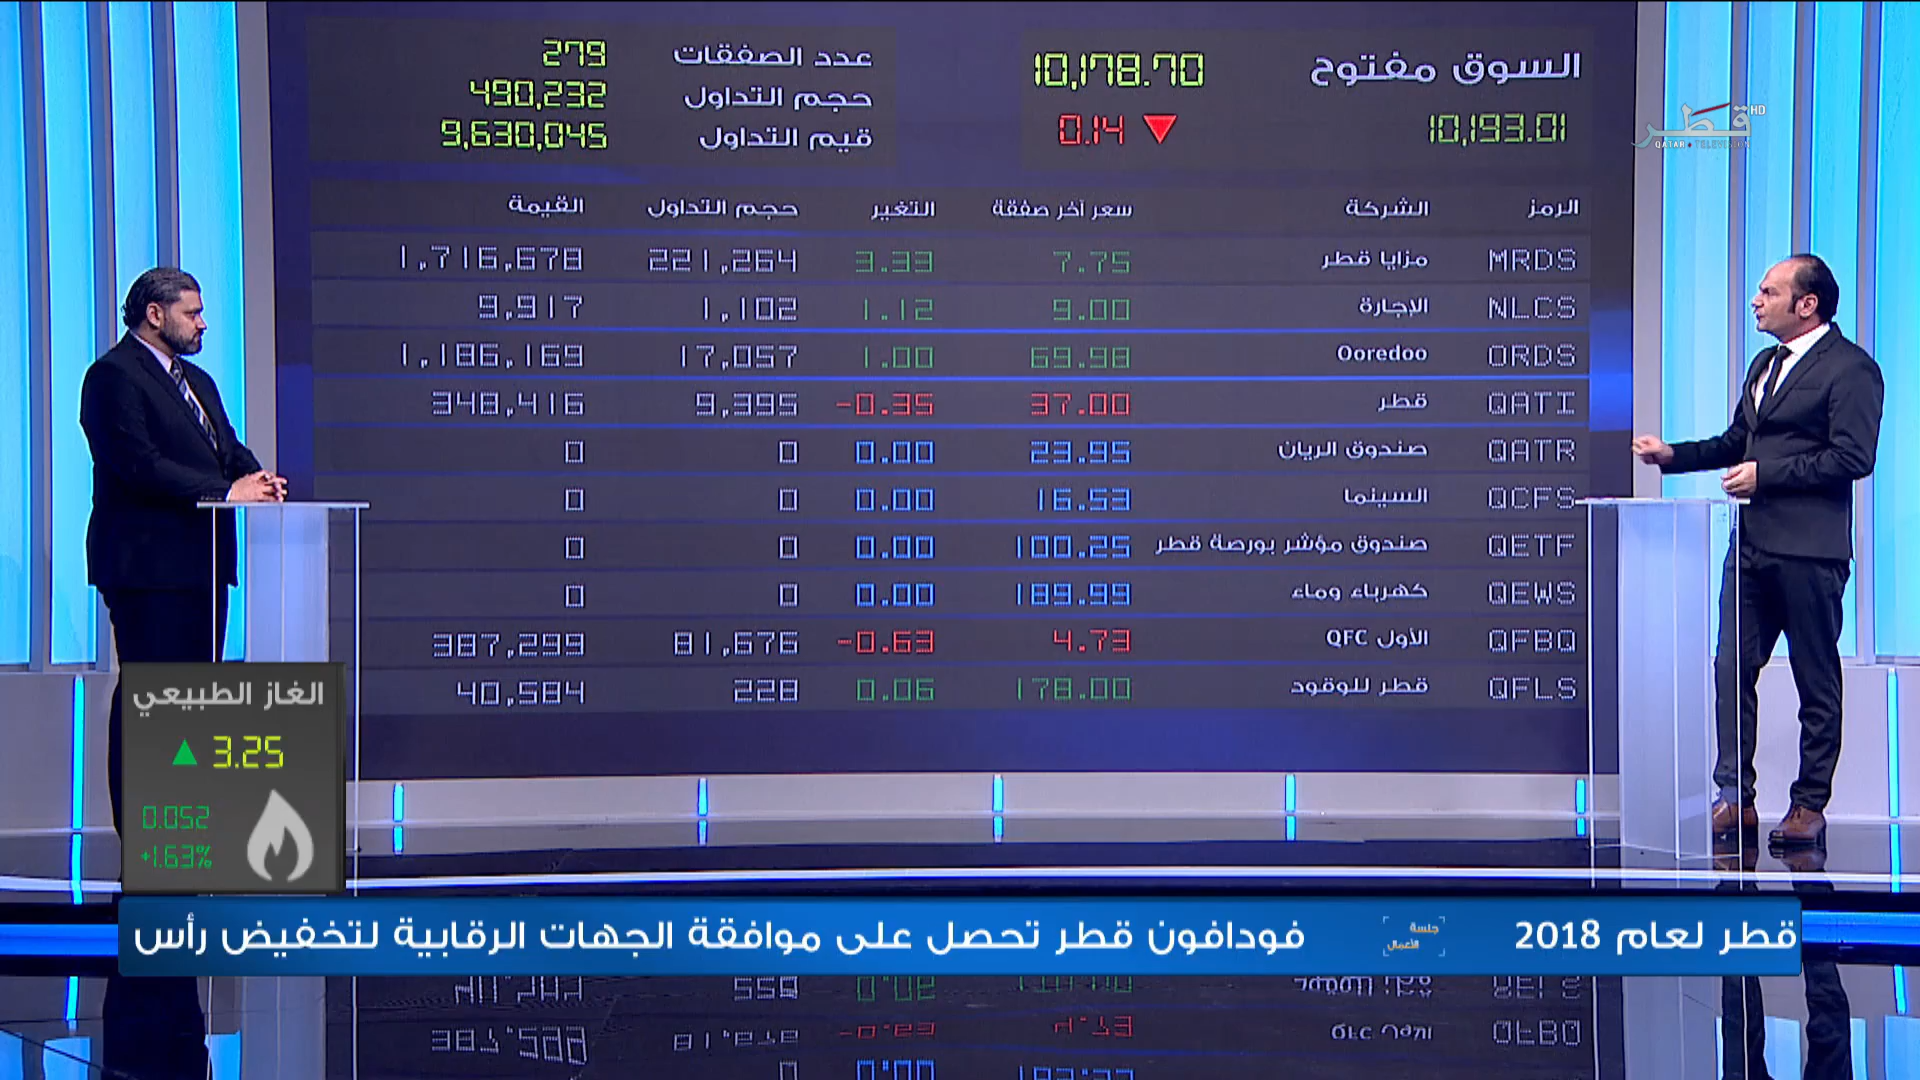 السوق مفتوح 10,178.70
10,193.01 0.14
عدد الصفقات 279
حجم التداول 490,232
قيم التداول 9,630,045
قطر HD
QATAR TELEVISION
الرمز الشركة سعر آخر صفقة التغير حجم التداول القيمة
MRDS مزايا قطر 7.75 3.33 221,264 1,716,678
NLCS الإجارة 9.00 1.12 1,102 9,917
ORDS Ooredoo 69.98 1.00 17,057 1,186,169
QATI قطر 37.00 -0.35 9,395 348,416
QATR صندوق الريان 23.95 0.00 0 0
QCFS السينما 16.53 0.00 0 0
QETF صندوق مؤشر بورصة قطر 100.25 0.00 0 0
QEWS كهرباء وماء 189.99 0.00 0 0
QFBQ الأول QFC 4.73 -0.63 81,676 387,299
QFLS قطر للوقود 178.00 0.06 228 40,584
الغاز الطبيعي
3.25
0.052
+1.63%
قطر لعام 2018 جلسة الأعمال فودافون قطر تحصل على موافقة الجهات الرقابية لتخفيض رأس